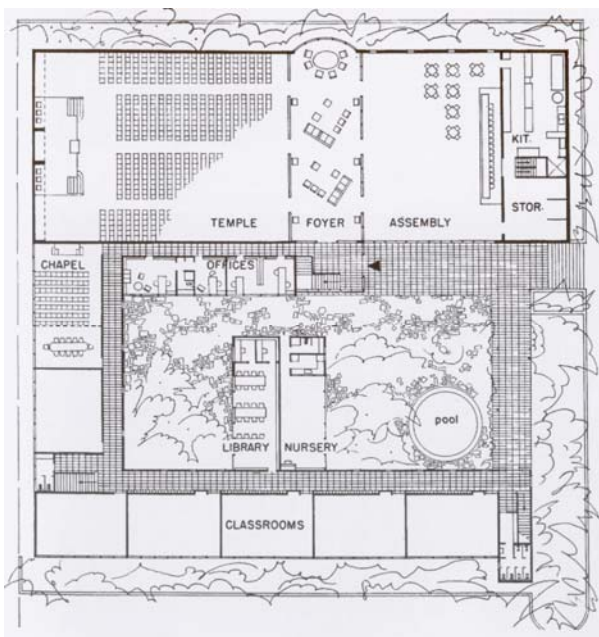 KIT.
STOR.
TEMPLE FOYER ASSEMBLY
CHAPEL
OFFICES
pool
LIBRARY NURSERY
CLASSROOMS